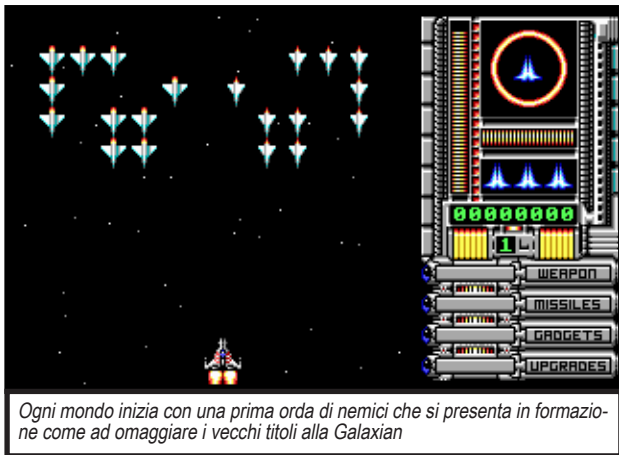 00000000
1 L
WEAPON
MISSILES
GADGETS
UPGRADES
Ogni mondo inizia con una prima orda di nemici che si presenta in formazio-
ne come ad omaggiare i vecchi titoli alla Galaxian